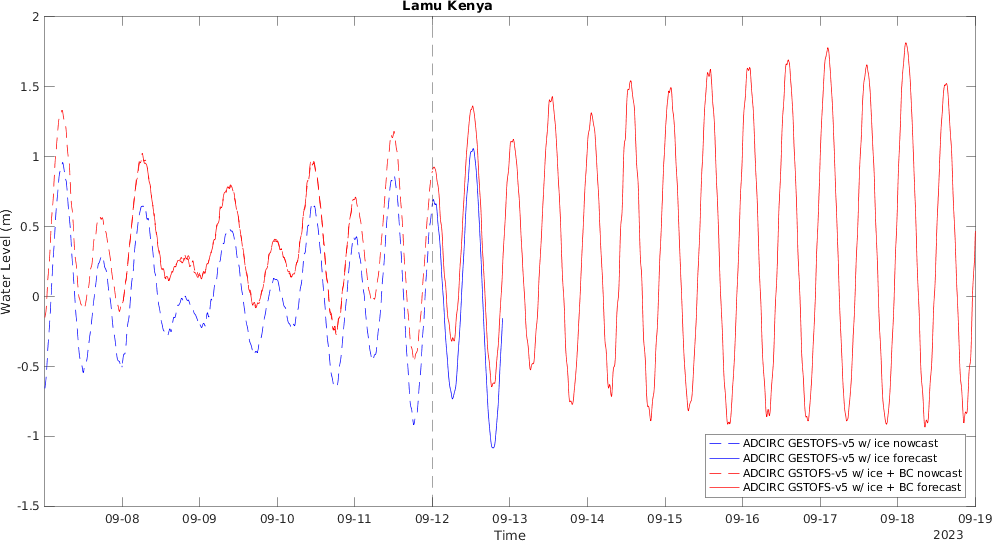 Lamu Kenya
2
1.5
1
0.5
0
-0.5
-1
-1.5
Water Level (m)
ADCIRC GESTOFS-v5 w/ ice nowcast
ADCIRC GESTOFS-v5 w/ ice forecast
ADCIRC GSTOFS-v5 w/ ice + BC nowcast
ADCIRC GSTOFS-v5 w/ ice + BC forecast
09-08 09-09 09-10 09-11 09-12 09-13 09-14 09-15 09-16 09-17 09-18 09-19
Time
2023